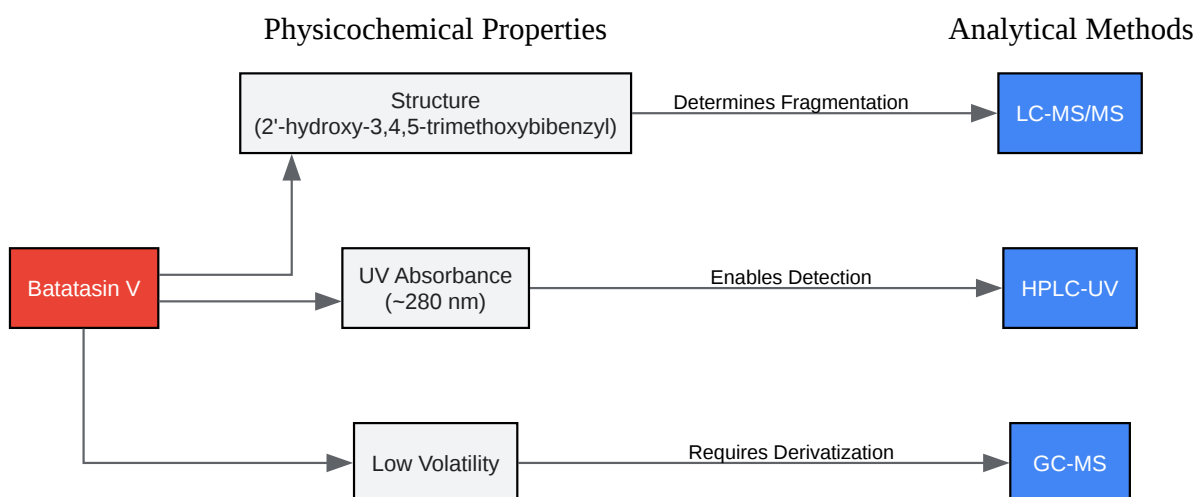 Physicochemical Properties
Analytical Methods
Structure
(2'-hydroxy-3,4,5-trimethoxybibenzyl)
Determines Fragmentation
LC-MS/MS
Batatasin V
UV Absorbance
(~280 nm)
Enables Detection
HPLC-UV
Low Volatility
Requires Derivatization
GC-MS